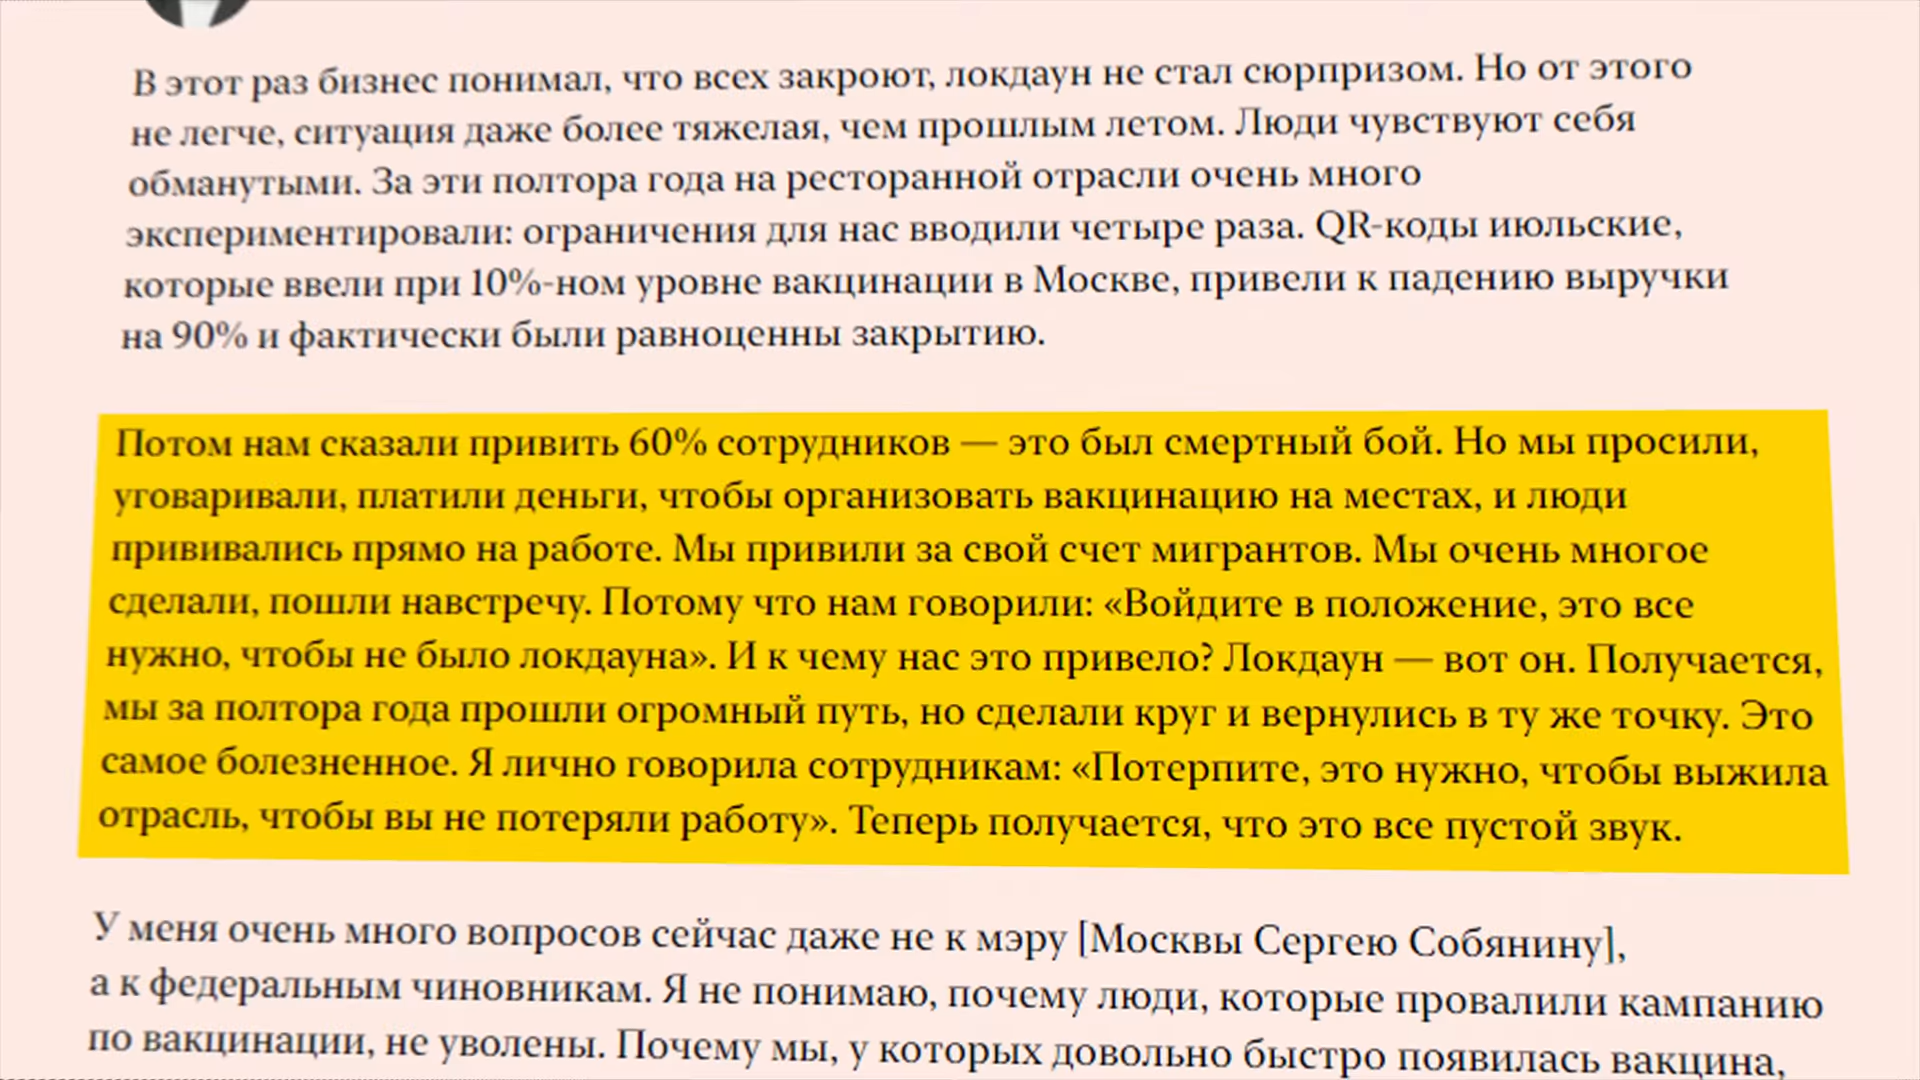 В этот раз бизнес понимал, что всех закроют, локдаун не стал сюрпризом. Но от этого
не легче, ситуация даже более тяжелая, чем прошлым летом. Люди чувствуют себя
обманутыми. За эти полтора года на ресторанной отрасли очень много
экспериментировали: ограничения для нас вводили четыре раза. QR-коды июльские,
которые ввели при 10%-ном уровне вакцинации в Москве, привели к падению выручки
на 90% и фактически были равноценны закрытию.
Потом нам сказали привить 60% сотрудников — это был смертный бой. Но мы просили,
уговаривали, платили деньги, чтобы организовать вакцинацию на местах, и люди
прививались прямо на работе. Мы привили за свой счет мигрантов. Мы очень многое
сделали, пошли навстречу. Потому что нам говорили: «Войдите в положение, это все
нужно, чтобы не было локдауна». И к чему нас это привело? Локдаун — вот он. Получается,
мы за полтора года прошли огромный путь, но сделали круг и вернулись в ту же точку. Это
самое болезненное. Я лично говорила сотрудникам: «Потерпите, это нужно, чтобы выжила
отрасль, чтобы вы не потеряли работу». Теперь получается, что это все пустой звук.
У меня очень много вопросов сейчас даже не к мэру [Москвы Сергею Собянину],
а к федеральным чиновникам. Я не понимаю, почему люди, которые провалили кампанию
по вакцинации, не уволены. Почему мы, у которых довольно быстро появилась вакцина,